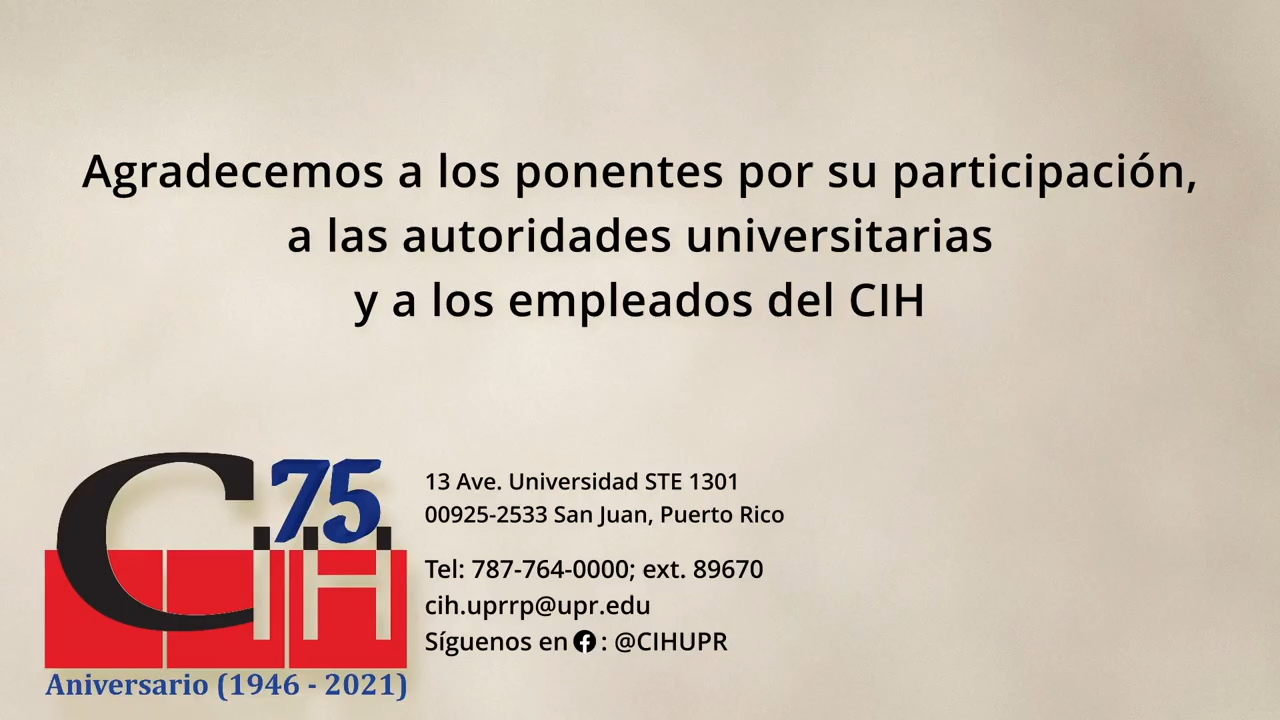 Agradecemos a los ponentes por su participación,
a las autoridades universitarias
y a los empleados del CIH
CIH 75
Aniversario (1946 - 2021)
13 Ave. Universidad STE 1301
00925-2533 San Juan, Puerto Rico
Tel: 787-764-0000; ext. 89670
cih.uprrp@upr.edu
Síguenos en : @CIHUPR